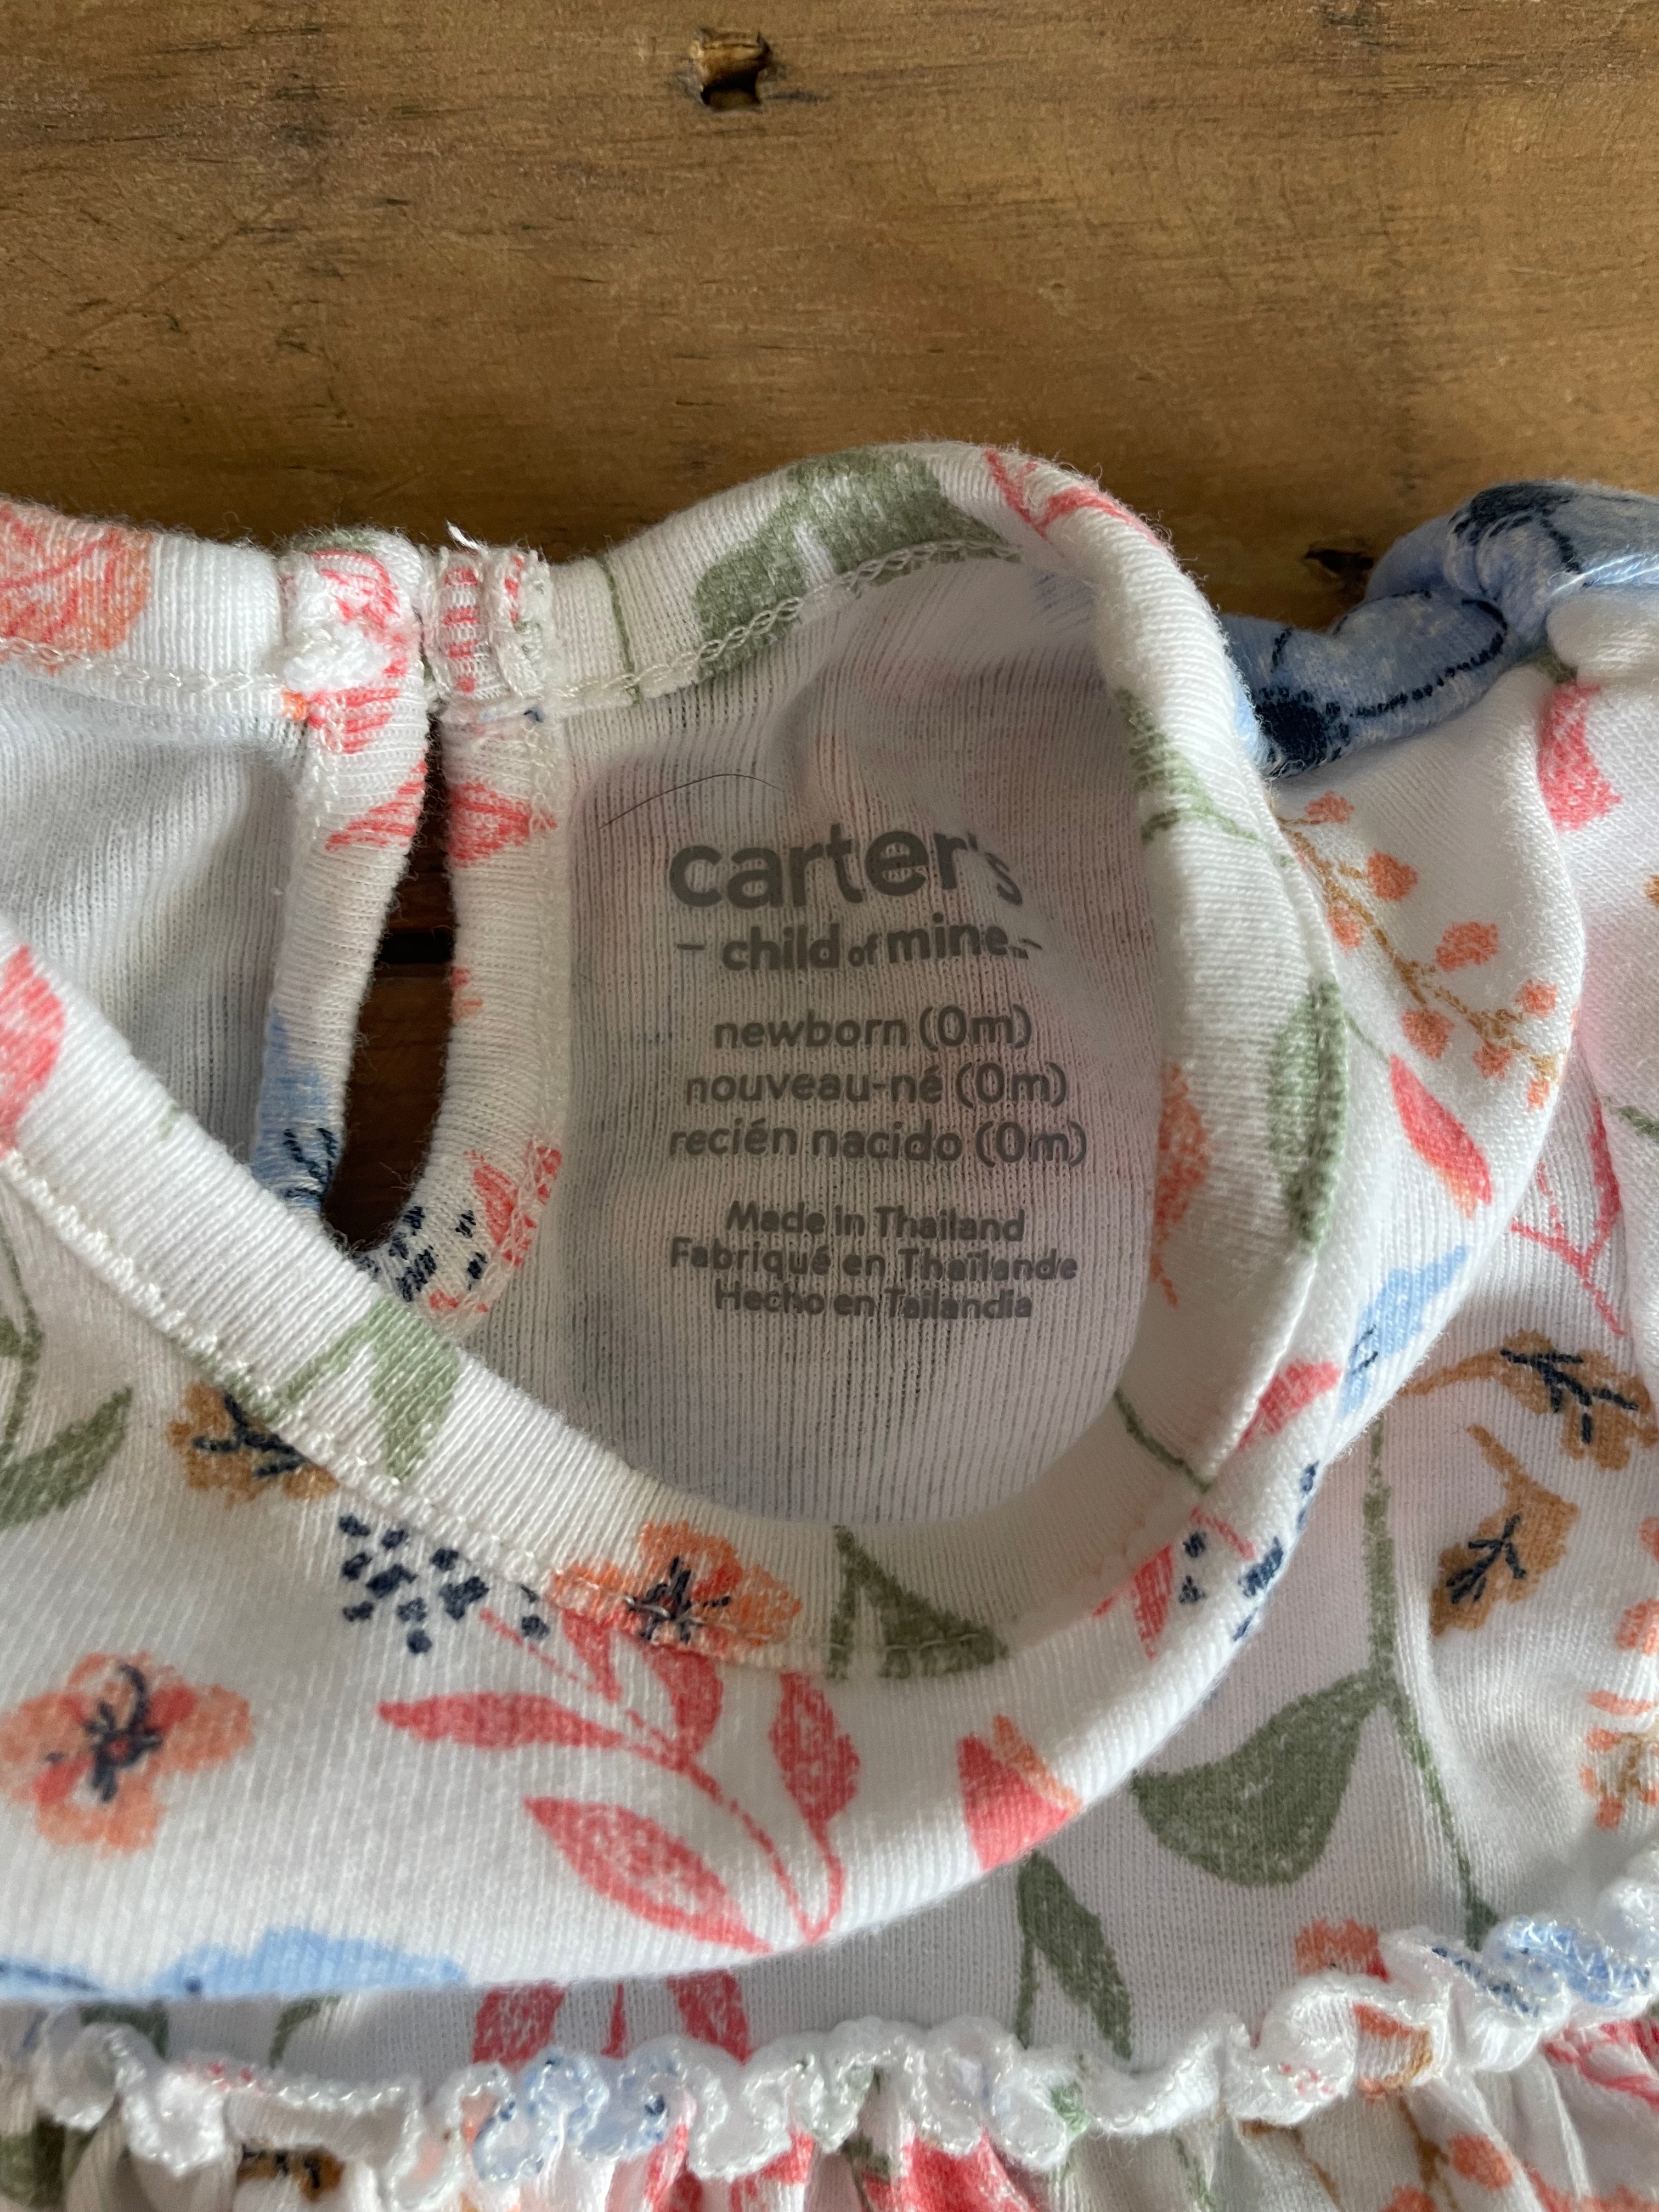 carter's
- child of mine -
newborn (0m)
nouveau-né (0m)
recién nacido (0m)
Made in Thailand
Fabriqué en Thaïlande
Hecho en Tailandia